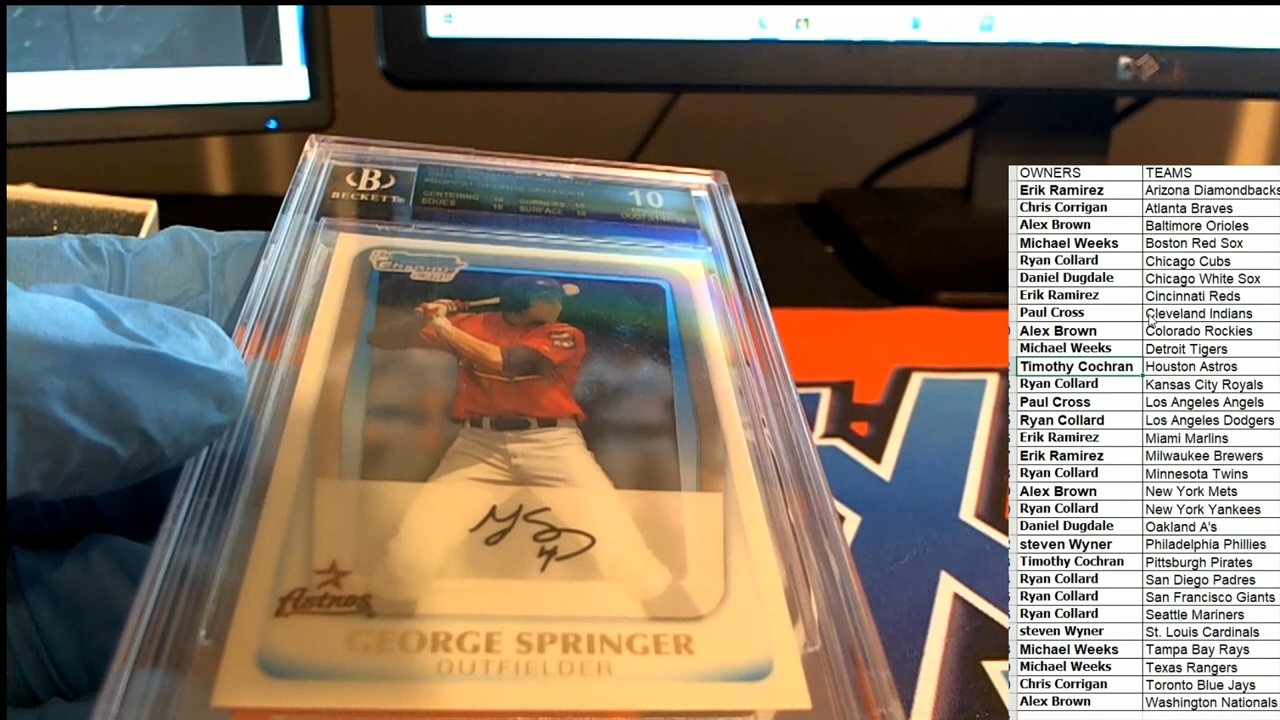 BECKETT
CENTERING 10 CORNERS 10
EDGES 10 SURFACE 10
10
Chrome
Astros
GEORGE SPRINGER
OUTFIELDER
OWNERS TEAMS
Erik Ramirez Arizona Diamondbacks
Chris Corrigan Atlanta Braves
Alex Brown Baltimore Orioles
Michael Weeks Boston Red Sox
Ryan Collard Chicago Cubs
Daniel Dugdale Chicago White Sox
Erik Ramirez Cincinnati Reds
Paul Cross Cleveland Indians
Alex Brown Colorado Rockies
Michael Weeks Detroit Tigers
Timothy Cochran Houston Astros
Ryan Collard Kansas City Royals
Paul Cross Los Angeles Angels
Ryan Collard Los Angeles Dodgers
Erik Ramirez Miami Marlins
Erik Ramirez Milwaukee Brewers
Ryan Collard Minnesota Twins
Alex Brown New York Mets
Ryan Collard New York Yankees
Daniel Dugdale Oakland A's
steven Wyner Philadelphia Phillies
Timothy Cochran Pittsburgh Pirates
Ryan Collard San Diego Padres
Ryan Collard San Francisco Giants
Ryan Collard Seattle Mariners
steven Wyner St. Louis Cardinals
Michael Weeks Tampa Bay Rays
Michael Weeks Texas Rangers
Chris Corrigan Toronto Blue Jays
Alex Brown Washington Nationals